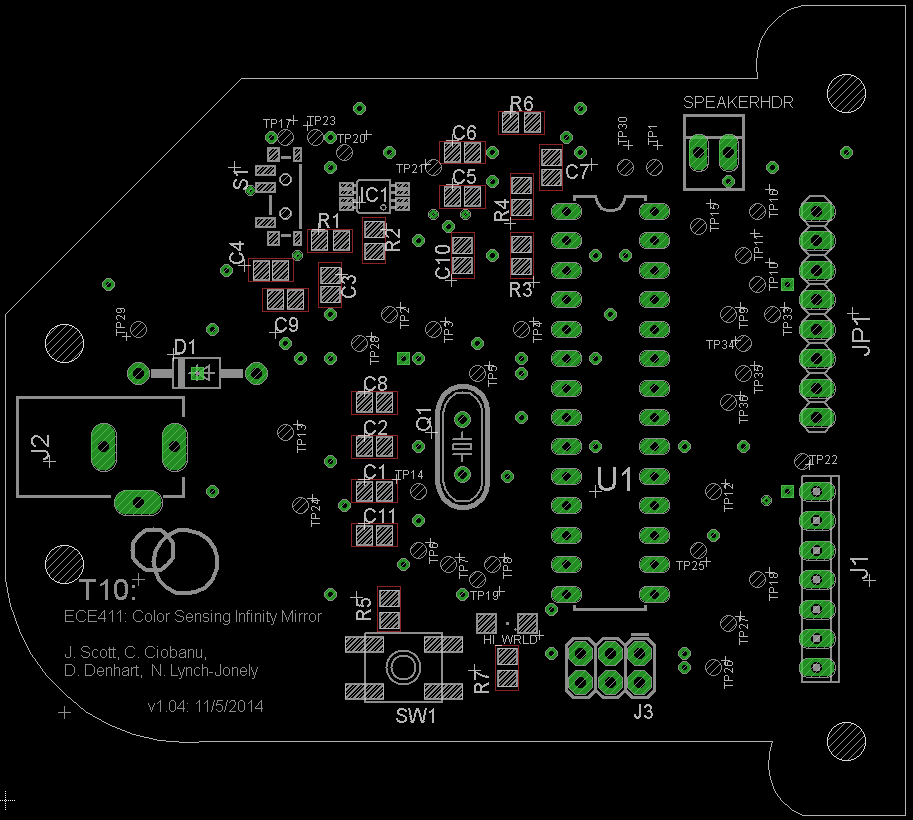 R6
SPEAKERHDR
TP17
TP23
TP20
C6
TP30
TP1
TP21
C7
S1
IC1
C5
R4
TP15
TP16
R1
R2
C4
C10
TP11
R3
C3
TP10
C9
TP2
TP3
TP4
TP9
TP33
TP29
JP1
D1
TP28
TP34
TP5
TP35
C8
TP36
Q1
J2
TP13
C2
TP22
C1
TP14
U1
TP12
TP24
C11
TP6
TP7
TP8
TP25
J1
T10:
TP19
TP18
ECE411: Color Sensing Infinity Mirror
R5
TP27
HI_WRLD
J. Scott, C. Ciobanu,
D. Denhart, N. Lynch-Jonely
R7
TP26
v1.04: 11/5/2014
SW1
J3